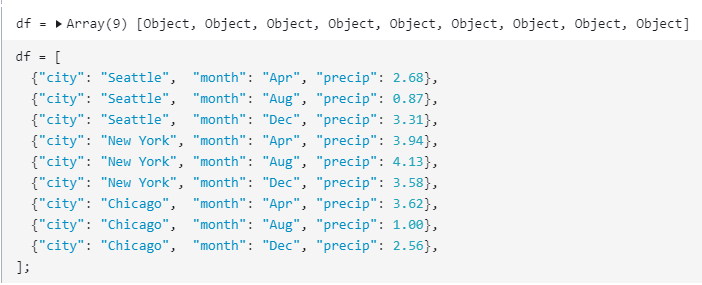 df = ▶Array(9) [Object, Object, Object, Object, Object, Object, Object, Object, Object]
df = [
  {"city": "Seattle",  "month": "Apr", "precip": 2.68},
  {"city": "Seattle",  "month": "Aug", "precip": 0.87},
  {"city": "Seattle",  "month": "Dec", "precip": 3.31},
  {"city": "New York", "month": "Apr", "precip": 3.94},
  {"city": "New York", "month": "Aug", "precip": 4.13},
  {"city": "New York", "month": "Dec", "precip": 3.58},
  {"city": "Chicago",  "month": "Apr", "precip": 3.62},
  {"city": "Chicago",  "month": "Aug", "precip": 1.00},
  {"city": "Chicago",  "month": "Dec", "precip": 2.56},
];